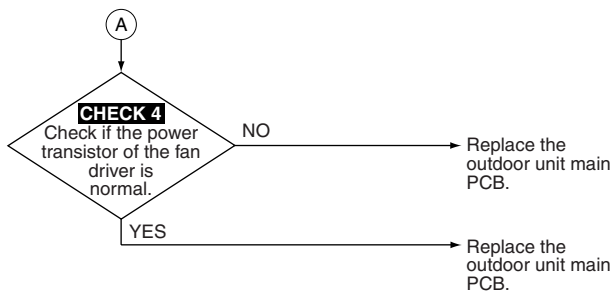 A
CHECK 4
Check if the power
transistor of the fan
driver is
normal.
NO
Replace the
outdoor unit main
PCB.
YES
Replace the
outdoor unit main
PCB.